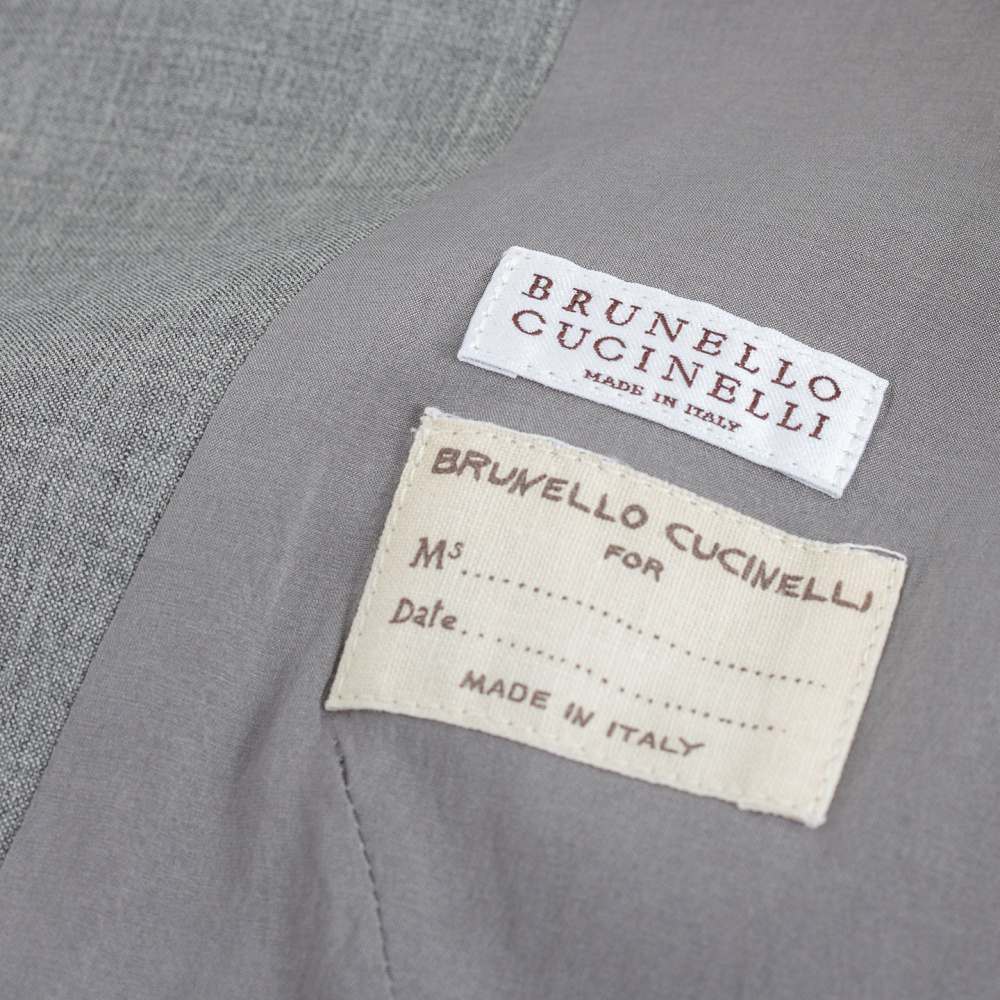 BRUNELLO
CUCINELLI
MADE IN ITALY
BRUNELLO CUCINELLI
FOR
Ms..............................
Date..............................
MADE IN ITALY